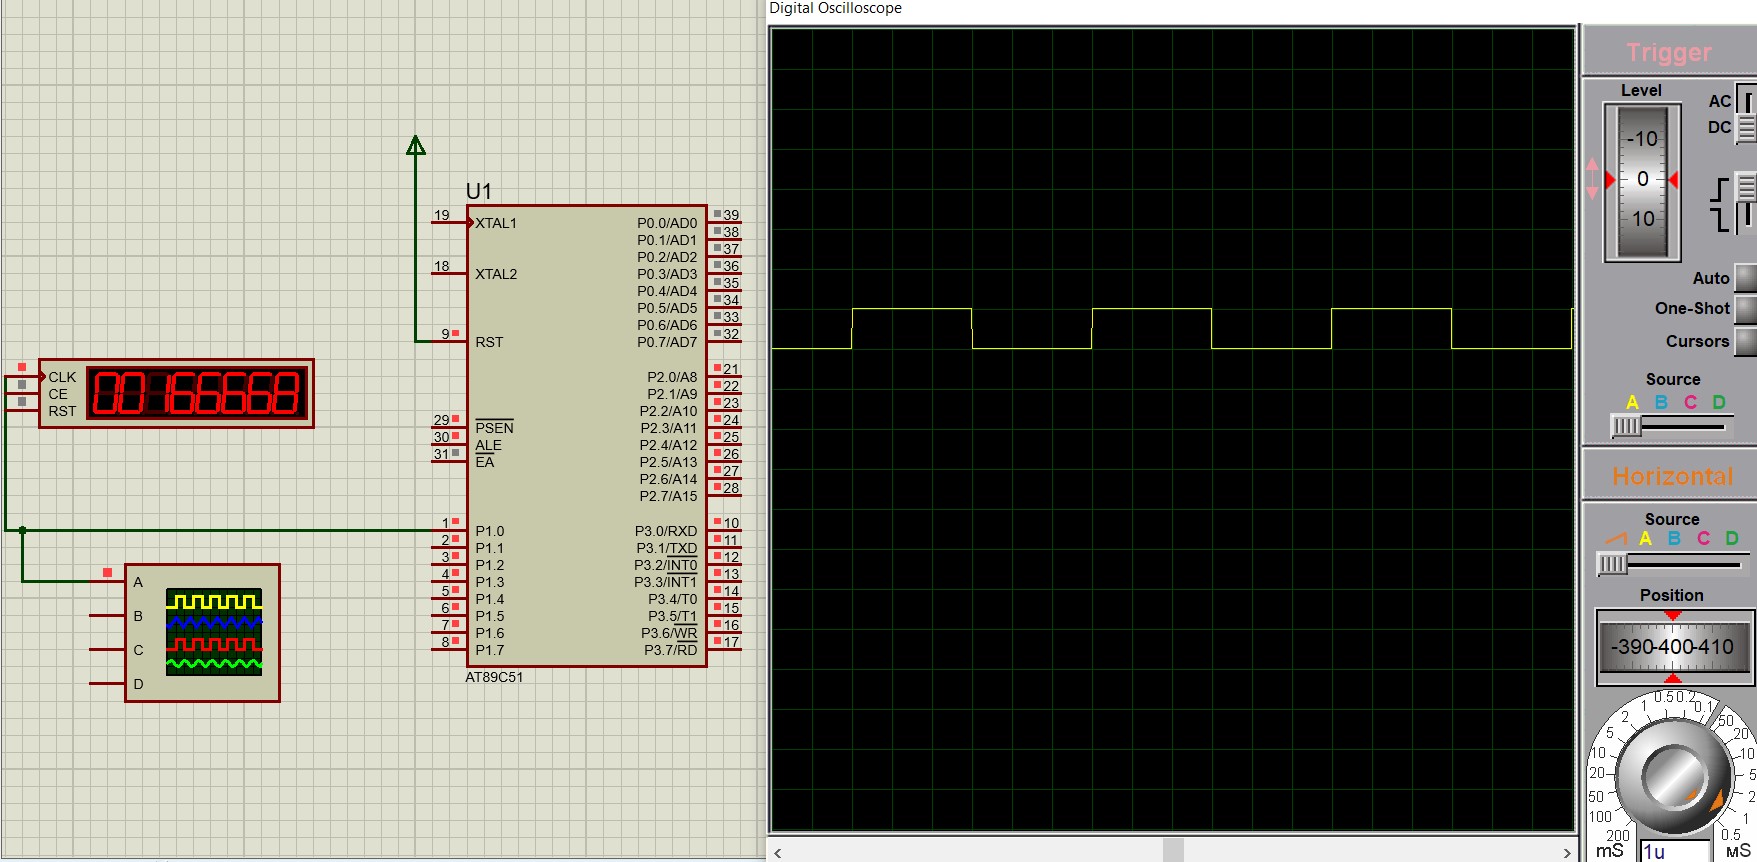 Digital Oscilloscope
U1
19 XTAL1
18 XTAL2
9 RST
29 PSEN
30 ALE
31 EA
1 P1.0
2 P1.1
3 P1.2
4 P1.3
5 P1.4
6 P1.5
7 P1.6
8 P1.7
P0.0/AD0 39
P0.1/AD1 38
P0.2/AD2 37
P0.3/AD3 36
P0.4/AD4 35
P0.5/AD5 34
P0.6/AD6 33
P0.7/AD7 32
P2.0/A8 21
P2.1/A9 22
P2.2/A10 23
P2.3/A11 24
P2.4/A12 25
P2.5/A13 26
P2.6/A14 27
P2.7/A15 28
P3.0/RXD 10
P3.1/TXD 11
P3.2/INT0 12
P3.3/INT1 13
P3.4/T0 14
P3.5/T1 15
P3.6/WR 16
P3.7/RD 17
AT89C51
CLK
CE
RST
00166668
A
B
C
D
Trigger
Level
-10
0
10
AC
DC
Auto
One-Shot
Cursors
Source
A B C D
Horizontal
Source
A B C D
Position
-390-400-410
200
100
50
20
10
5
2
1
0.5
0.2
0.1
50
20
10
5
2
1
0.5
mS
1u
мS